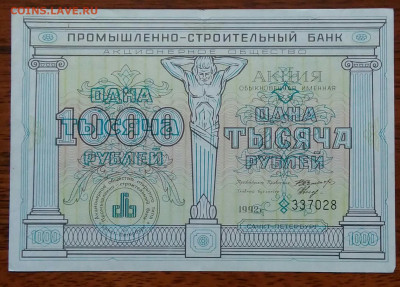 COINS.LAVE.RU
ПРОМЫШЛЕННО-СТРОИТЕЛЬНЫЙ БАНК
АКЦИОНЕРНОЕ ОБЩЕСТВО
АКЦИЯ
ОБЫКНОВЕННАЯ ИМЕННАЯ
ОДНА
1000
ТЫСЯЧА
РУБЛЕЙ
ОДНА
ТЫСЯЧА
РУБЛЕЙ
1992г.
337028
САНКТ-ПЕТЕРБУРГ
1000
1000